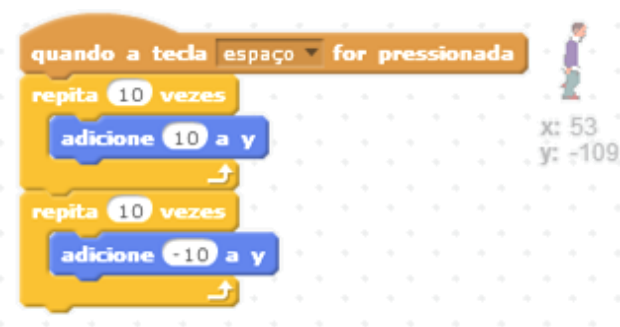 quando a tecla espaço for pressionada
repita 10 vezes
adicione 10 a y
repita 10 vezes
adicione -10 a y
x: 53
y: -109